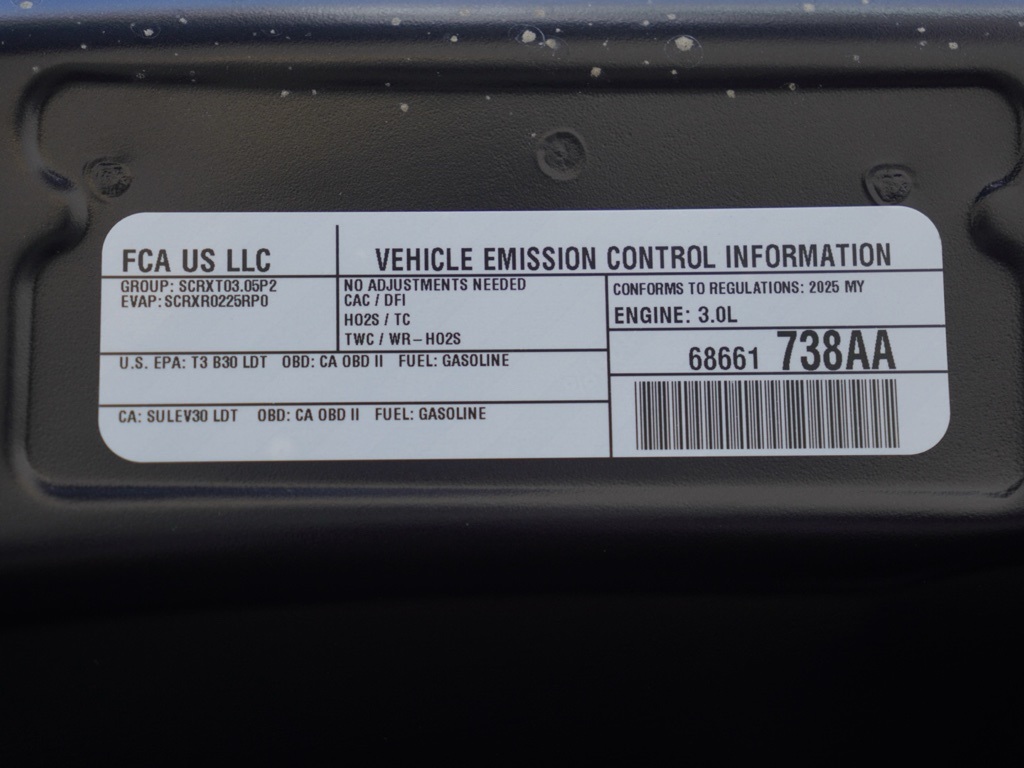 FCA US LLC
VEHICLE EMISSION CONTROL INFORMATION
GROUP: SCRXT03.05P2
EVAP: SCRXR0225RP0
NO ADJUSTMENTS NEEDED
CAC / DFI
HO2S / TC
TWC / WR-HO2S
CONFORMS TO REGULATIONS: 2025 MY
ENGINE: 3.0L
68661 738AA
U.S. EPA: T3 B30 LDT OBD: CA OBD II FUEL: GASOLINE
CA: SULEV30 LDT OBD: CA OBD II FUEL: GASOLINE